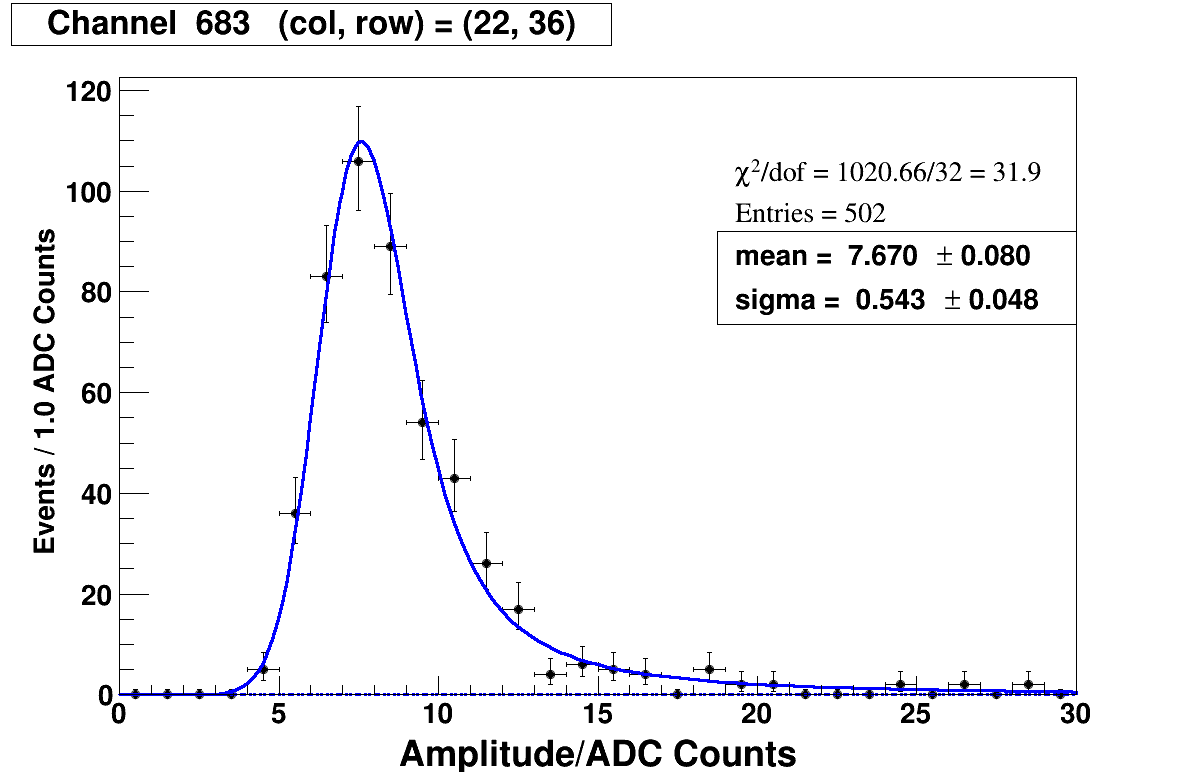 Channel 683 (col, row) = (22, 36)
Events / 1.0 ADC Counts
120
100
80
60
40
20
0
χ²/dof = 1020.66/32 = 31.9
Entries = 502
mean = 7.670 ± 0.080
sigma = 0.543 ± 0.048
0 5 10 15 20 25 30
Amplitude/ADC Counts